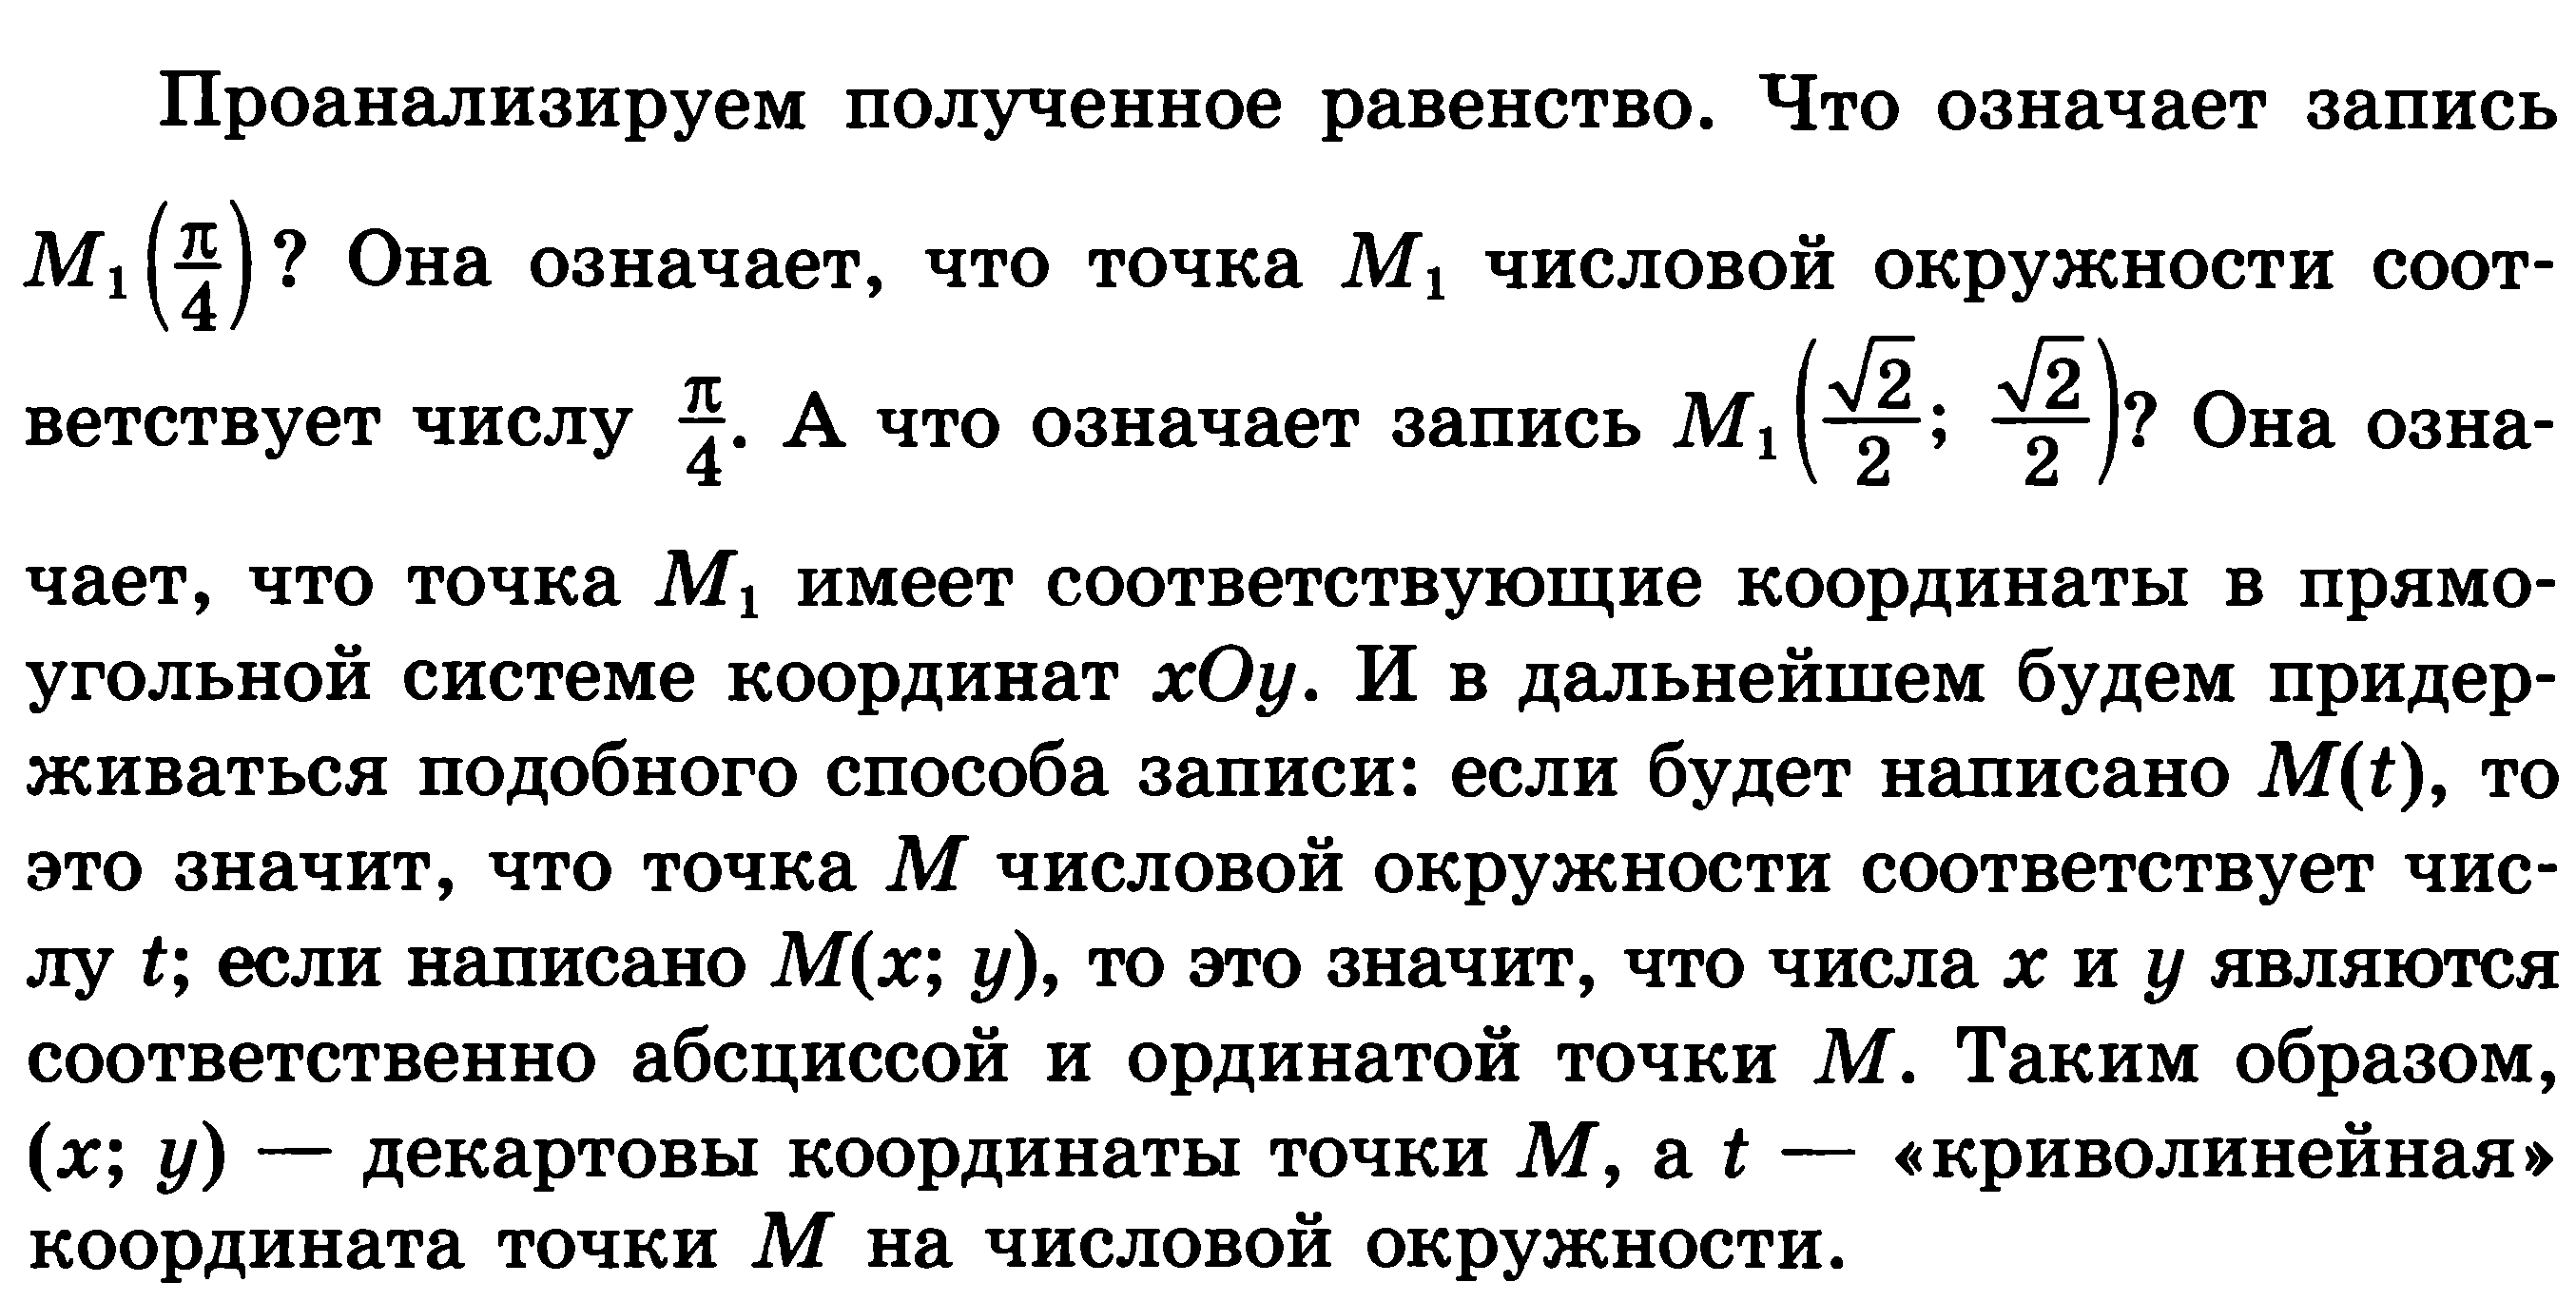 Проанализируем полученное равенство. Что означает запись
M₁(π/4)? Она означает, что точка M₁ числовой окружности соот-
ветствует числу π/4. А что означает запись M₁(√2/2; √2/2)? Она озна-
чает, что точка M₁ имеет соответствующие координаты в прямо-
угольной системе координат xOy. И в дальнейшем будем придер-
живаться подобного способа записи: если будет написано M(t), то
это значит, что точка M числовой окружности соответствует чис-
лу t; если написано M(x; y), то это значит, что числа x и y являются
соответственно абсциссой и ординатой точки M. Таким образом,
(x; y) — декартовы координаты точки M, а t — «криволинейная»
координата точки M на числовой окружности.